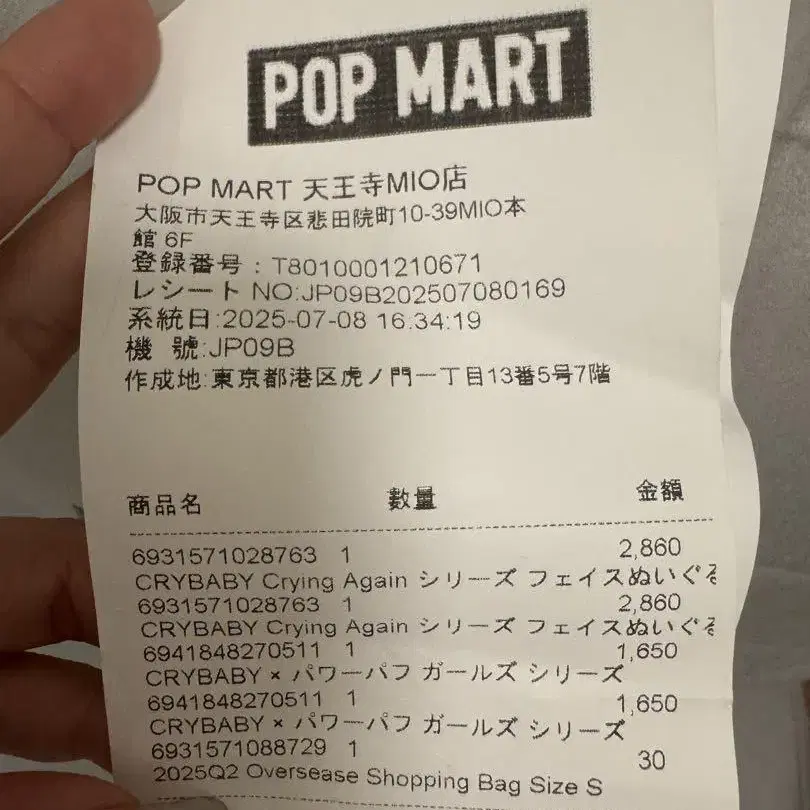 POP MART
POP MART 天王寺MIO店
大阪市天王寺区悲田院町10-39MIO本
館 6F
登録番号 : T8010001210671
レシート NO:JP09B202507080169
系統日:2025-07-08 16:34:19
機 號:JP09B
作成地:東京都港区虎ノ門一丁目13番5号7階
商品名 數量 金額
6931571028763 1 2,860
CRYBABY Crying Again シリーズ フェイスぬいぐる
6931571028763 1 2,860
CRYBABY Crying Again シリーズ フェイスぬいぐる
6941848270511 1 1,650
CRYBABY × パワーパフ ガールズ シリーズ
6941848270511 1 1,650
CRYBABY × パワーパフ ガールズ シリーズ
6931571088729 1 30
2025Q2 Oversease Shopping Bag Size S